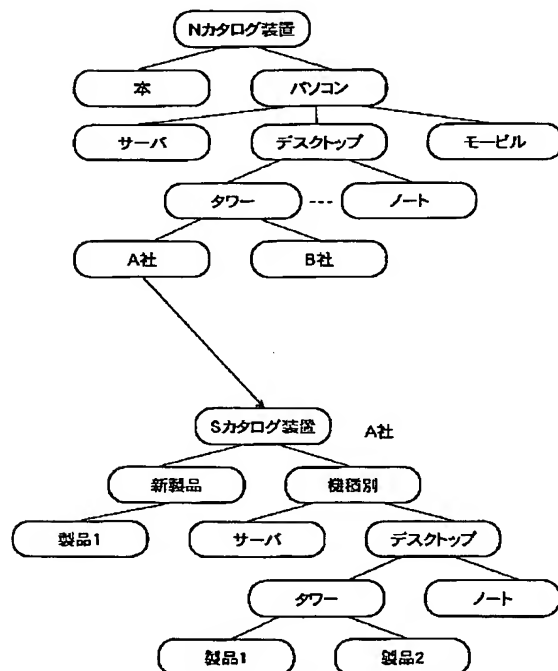 Nカタログ装置
本
パソコン
サーバ
デスクトップ
モービル
タワー
---
ノート
A社
B社
Sカタログ装置
A社
新製品
機種別
製品1
サーバ
デスクトップ
タワー
ノート
製品1
製品2